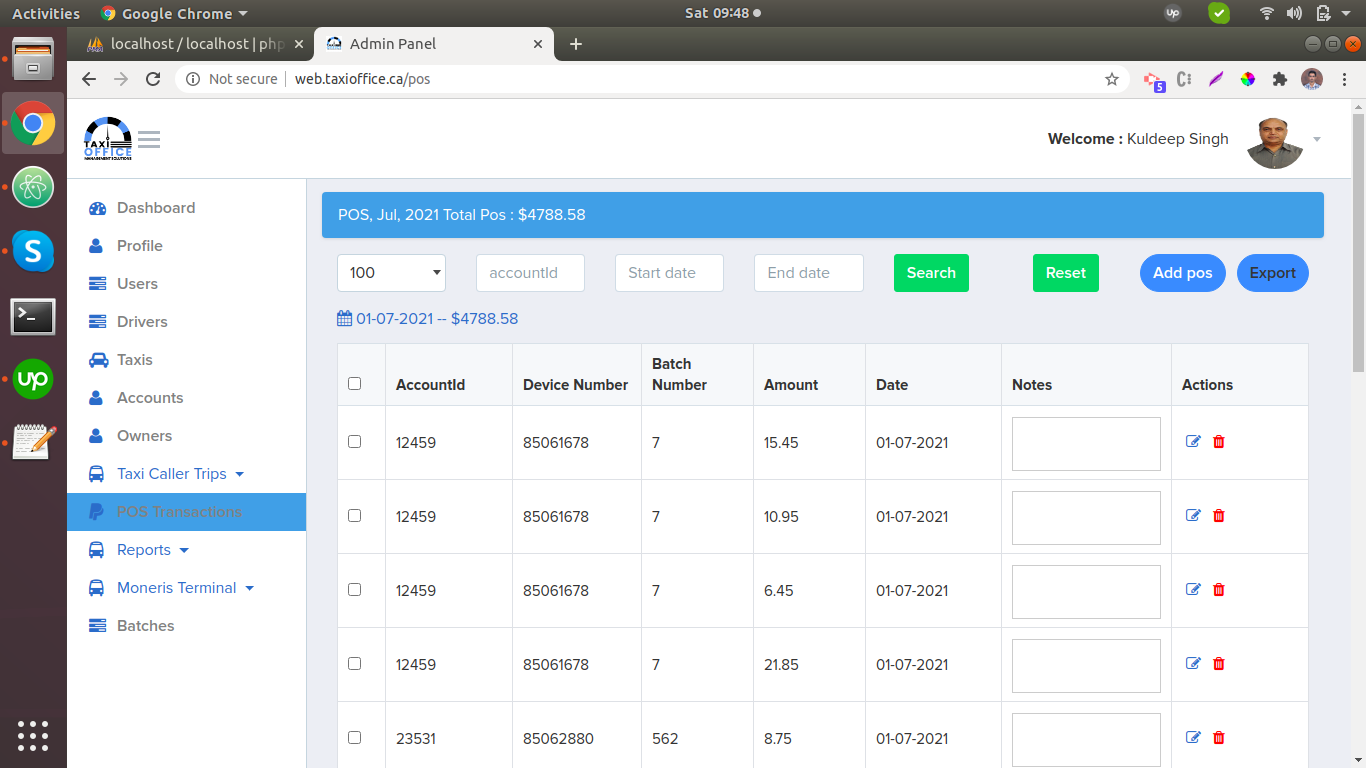 Activities Google Chrome Sat 09:48
localhost / localhost | php Admin Panel
Not secure web.taxioffice.ca/pos
5
TAXI
OFFICE
MANAGEMENT SOLUTIONS
Welcome : Kuldeep Singh
Dashboard
Profile
Users
Drivers
Taxis
Accounts
Owners
Taxi Caller Trips
POS Transactions
Reports
Moneris Terminal
Batches
POS, Jul, 2021 Total Pos : $4788.58
100 accountId Start date End date Search Reset Add pos Export
01-07-2021 -- $4788.58
AccountId Device Number Batch Number Amount Date Notes Actions
12459 85061678 7 15.45 01-07-2021
12459 85061678 7 10.95 01-07-2021
12459 85061678 7 6.45 01-07-2021
12459 85061678 7 21.85 01-07-2021
23531 85062880 562 8.75 01-07-2021